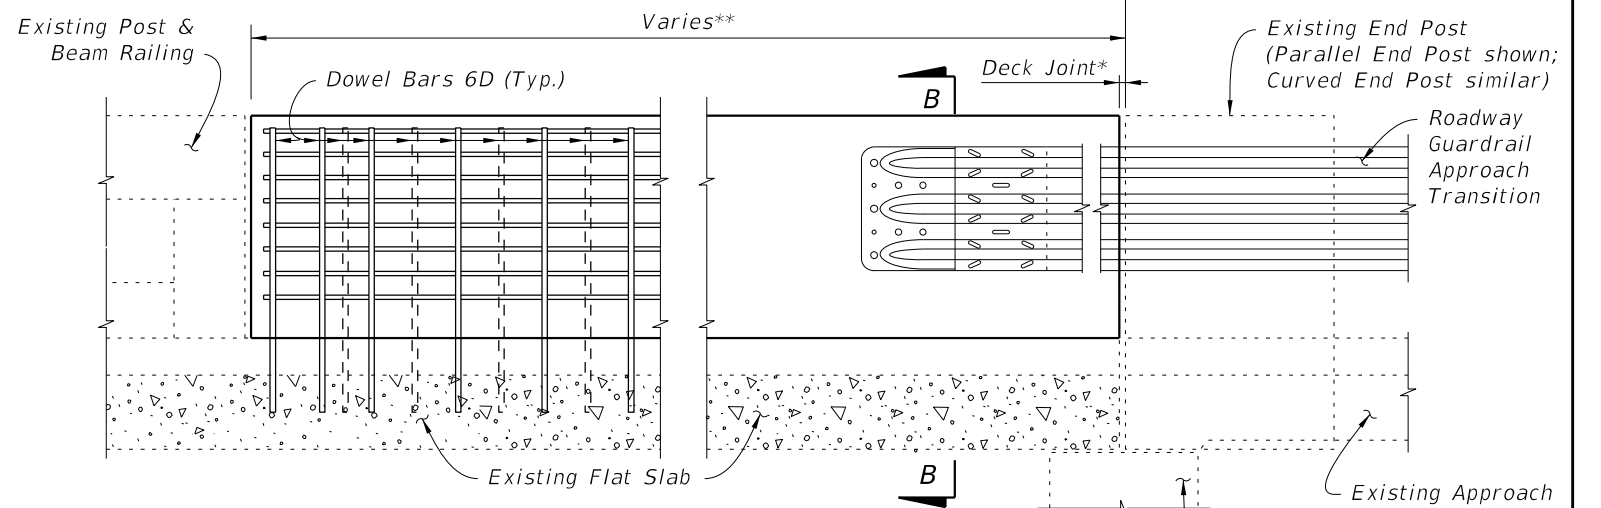 Existing Post &
Beam Railing
Varies**
Dowel Bars 6D (Typ.)
Deck Joint*
B
Existing End Post
(Parallel End Post shown;
Curved End Post similar)
Roadway
Guardrail
Approach
Transition
Existing Flat Slab
B
Existing Approach